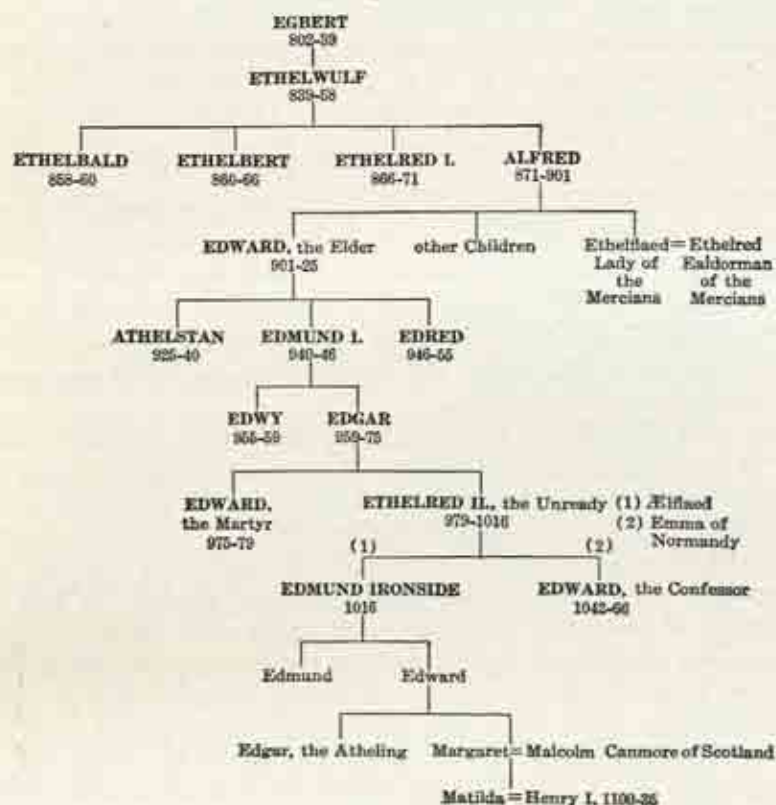 EGBERT
802-39
ETHELWULF
839-58
ETHELBALD ETHELBERT ETHELRED I. ALFRED
858-60 860-66 866-71 871-901
EDWARD, the Elder other Children Ethelflaed = Ethelred
901-25 Lady of Ealdorman
the of the
Mercians Mercians
ATHELSTAN EDMUND I. EDRED
925-40 940-46 946-55
EDWY EDGAR
955-59 959-75
EDWARD, ETHELRED II., the Unready (1) Ælflaed
the Martyr 979-1016 (2) Emma of
975-79 (1) (2) Normandy
EDMUND IRONSIDE EDWARD, the Confessor
1016 1042-66
Edmund Edward
Edgar, the Atheling Margaret = Malcolm Canmore of Scotland
Matilda = Henry I, 1100-35